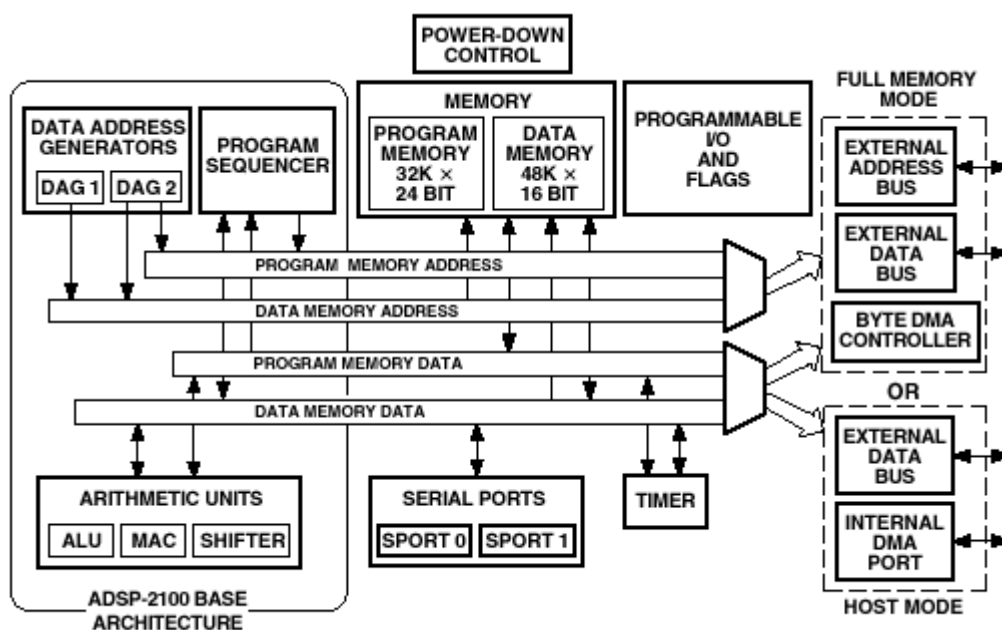 POWER-DOWN
CONTROL
FULL MEMORY
MODE
DATA ADDRESS
GENERATORS
DAG 1
DAG 2
PROGRAM
SEQUENCER
MEMORY
PROGRAM
MEMORY
32K ×
24 BIT
DATA
MEMORY
48K ×
16 BIT
PROGRAMMABLE
I/O
AND
FLAGS
EXTERNAL
ADDRESS
BUS
EXTERNAL
DATA
BUS
BYTE DMA
CONTROLLER
PROGRAM MEMORY ADDRESS
DATA MEMORY ADDRESS
PROGRAM MEMORY DATA
DATA MEMORY DATA
OR
ARITHMETIC UNITS
ALU
MAC
SHIFTER
SERIAL PORTS
SPORT 0
SPORT 1
TIMER
EXTERNAL
DATA
BUS
INTERNAL
DMA
PORT
HOST MODE
ADSP-2100 BASE
ARCHITECTURE